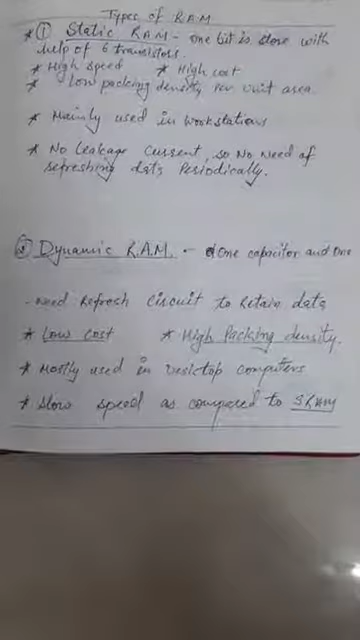 Types of R.A.M
* ① Static R.A.M - one bit is store with
help of 6 transistors.
* High speed * High cost
* Low packing density Per unit area
* Mainly used in workstations
* No Leakage Current, so No Need of
refreshing data Periodically.
② Dynamic R.A.M. - One capacitor and one
- need Refresh Circuit to Retain data
* Low cost * High Packing density.
* Mostly used in Desktop computers
* Slow speed as compared to SRAM